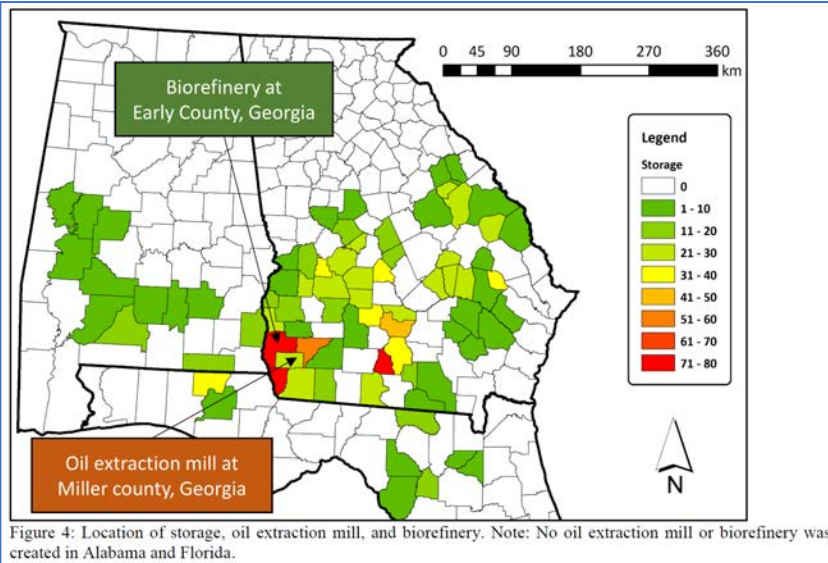 0 45 90 180 270 360
km
Biorefinery at
Early County, Georgia
Legend
Storage
0
1 - 10
11 - 20
21 - 30
31 - 40
41 - 50
51 - 60
61 - 70
71 - 80
Oil extraction mill at
Miller county, Georgia
N
Figure 4: Location of storage, oil extraction mill, and biorefinery. Note: No oil extraction mill or biorefinery was
created in Alabama and Florida.